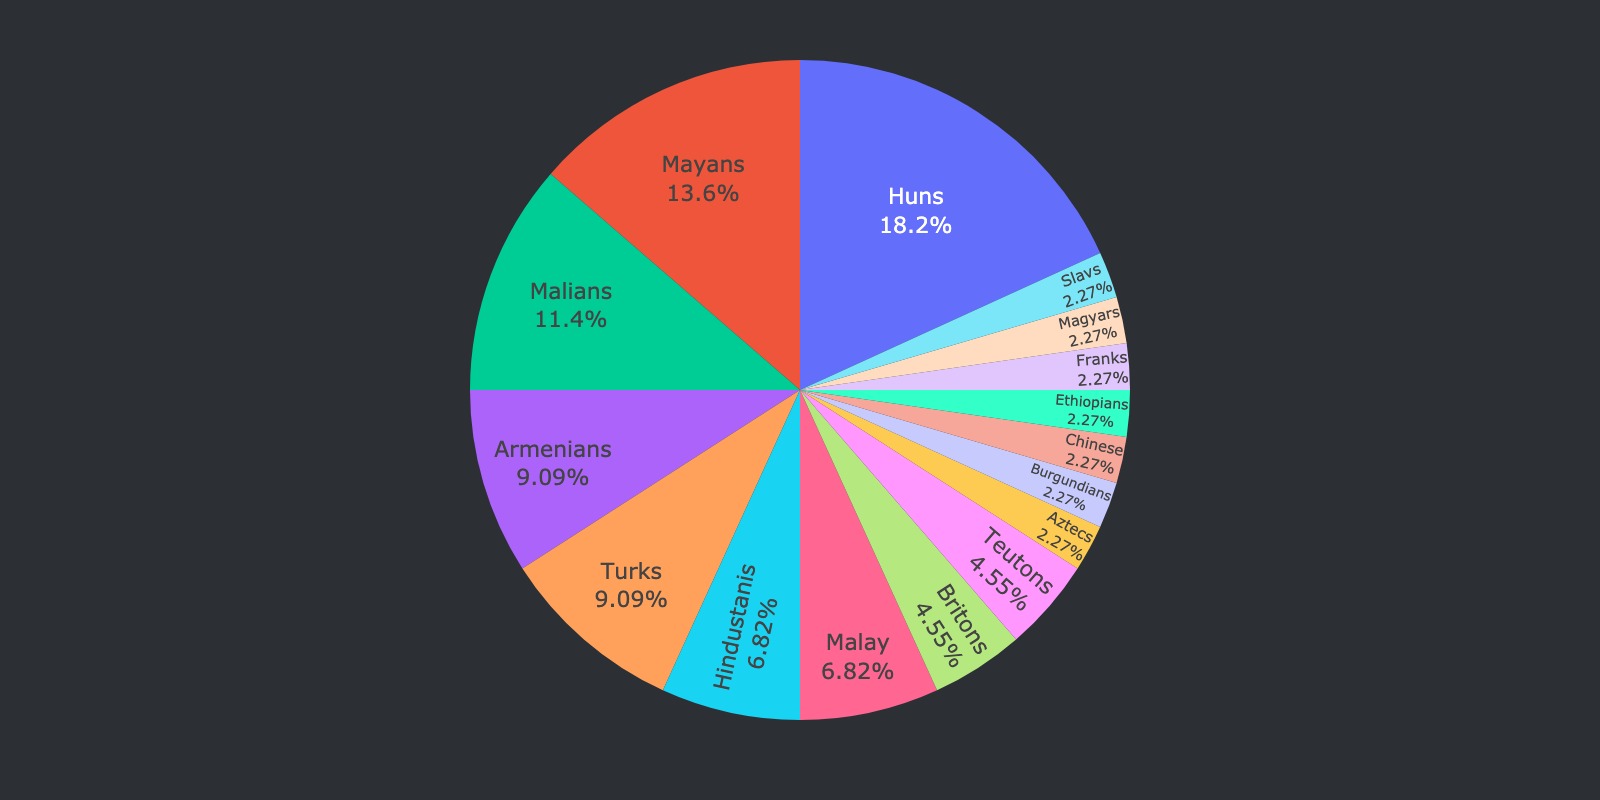 Mayans
13.6%
Huns
18.2%
Malians
11.4%
Slavs
2.27%
Magyars
2.27%
Franks
2.27%
Ethiopians
2.27%
Chinese
2.27%
Burgundians
2.27%
Aztecs
2.27%
Armenians
9.09%
Turks
9.09%
Hindustanis
6.82%
Malay
6.82%
Britons
4.55%
Teutons
4.55%